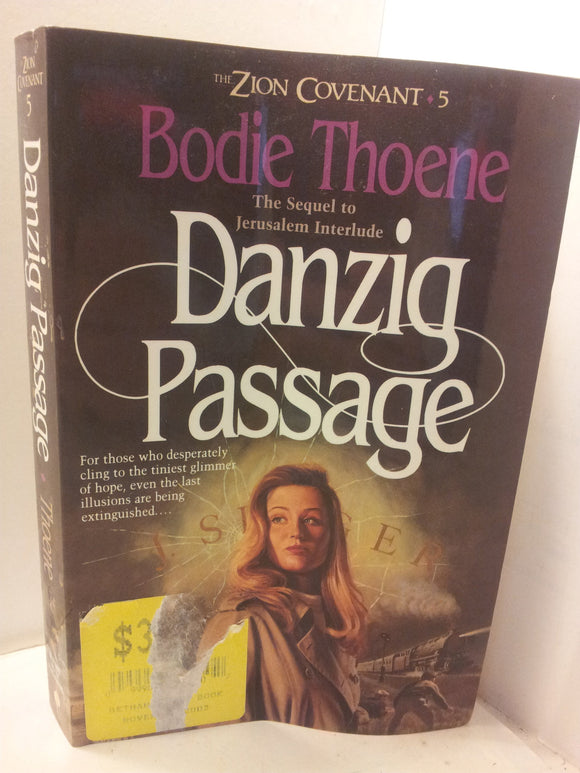 THE ZION COVENANT • 5
Bodie Thoene
The Sequel to
Jerusalem Interlude
Danzig
Passage
For those who desperately
cling to the tiniest glimmer
of hope, even the last
illusions are being
extinguished....
$3
BOOK
ZION
COVENANT
5
Danzig Passage
Thoene